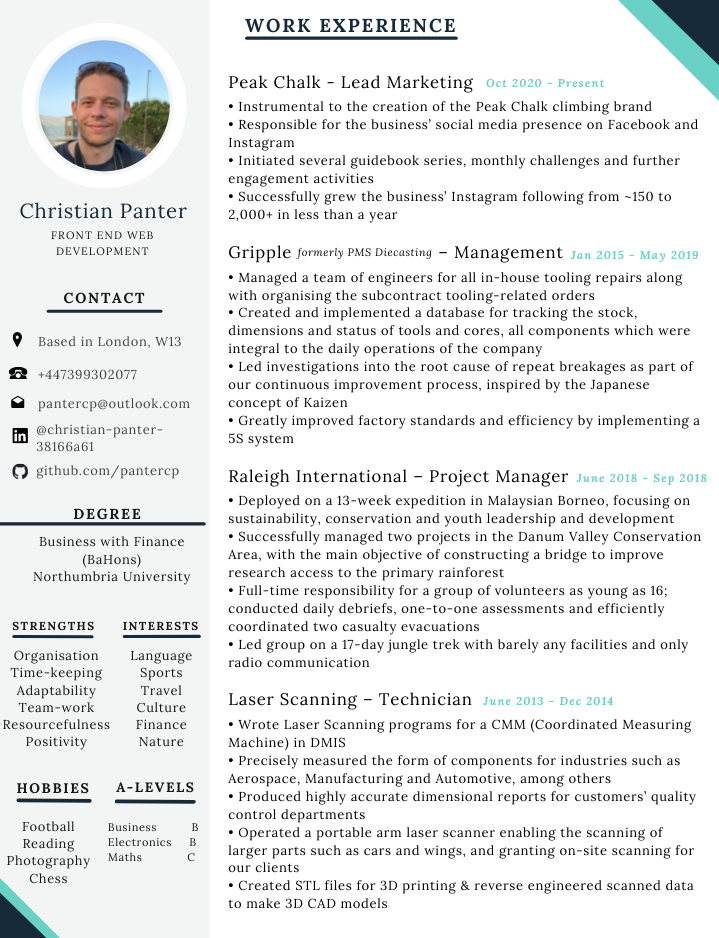 Christian Panter
FRONT END WEB
DEVELOPMENT
CONTACT
Based in London, W13
+447399302077
pantercp@outlook.com
@christian-panter-
38166a61
github.com/pantercp
DEGREE
Business with Finance
(BaHons)
Northumbria University
STRENGTHS
Organisation
Time-keeping
Adaptability
Team-work
Resourcefulness
Positivity
INTERESTS
Language
Sports
Travel
Culture
Finance
Nature
HOBBIES
Football
Reading
Photography
Chess
A-LEVELS
Business B
Electronics B
Maths C
WORK EXPERIENCE
Peak Chalk - Lead Marketing Oct 2020 - Present
• Instrumental to the creation of the Peak Chalk climbing brand
• Responsible for the business’ social media presence on Facebook and
Instagram
• Initiated several guidebook series, monthly challenges and further
engagement activities
• Successfully grew the business’ Instagram following from ~150 to
2,000+ in less than a year
Gripple formerly PMS Diecasting – Management Jan 2015 - May 2019
• Managed a team of engineers for all in-house tooling repairs along
with organising the subcontract tooling-related orders
• Created and implemented a database for tracking the stock,
dimensions and status of tools and cores, all components which were
integral to the daily operations of the company
• Led investigations into the root cause of repeat breakages as part of
our continuous improvement process, inspired by the Japanese
concept of Kaizen
• Greatly improved factory standards and efficiency by implementing a
5S system
Raleigh International – Project Manager June 2018 - Sep 2018
• Deployed on a 13-week expedition in Malaysian Borneo, focusing on
sustainability, conservation and youth leadership and development
• Successfully managed two projects in the Danum Valley Conservation
Area, with the main objective of constructing a bridge to improve
research access to the primary rainforest
• Full-time responsibility for a group of volunteers as young as 16;
conducted daily debriefs, one-to-one assessments and efficiently
coordinated two casualty evacuations
• Led group on a 17-day jungle trek with barely any facilities and only
radio communication
Laser Scanning – Technician June 2013 - Dec 2014
• Wrote Laser Scanning programs for a CMM (Coordinated Measuring
Machine) in DMIS
• Precisely measured the form of components for industries such as
Aerospace, Manufacturing and Automotive, among others
• Produced highly accurate dimensional reports for customers’ quality
control departments
• Operated a portable arm laser scanner enabling the scanning of
larger parts such as cars and wings, and granting on-site scanning for
our clients
• Created STL files for 3D printing & reverse engineered scanned data
to make 3D CAD models